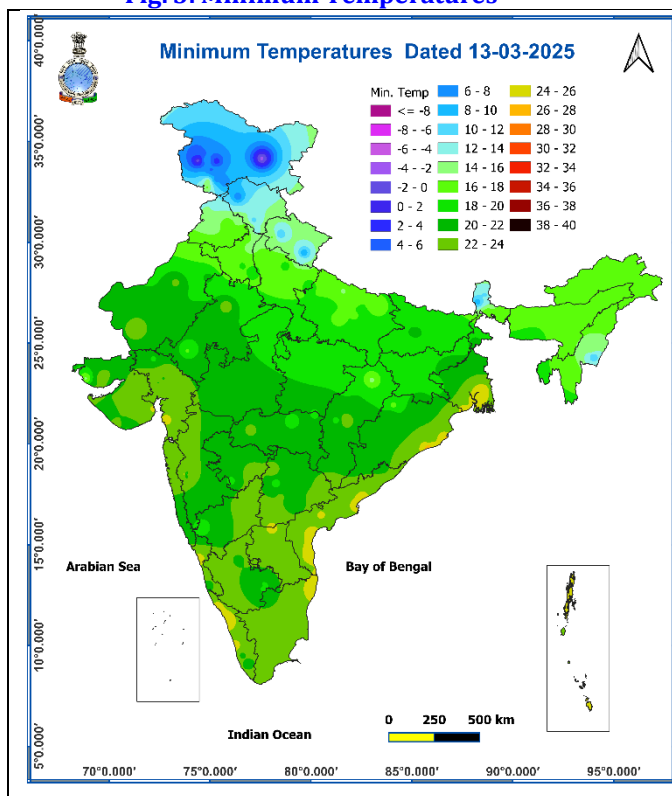 Fig. 3. Minimum Temperatures
Minimum Temperatures Dated 13-03-2025
Min. Temp
<= -8
-8 - -6
-6 - -4
-4 - -2
-2 - 0
0 - 2
2 - 4
4 - 6
6 - 8
8 - 10
10 - 12
12 - 14
14 - 16
16 - 18
18 - 20
20 - 22
22 - 24
24 - 26
26 - 28
28 - 30
30 - 32
32 - 34
34 - 36
36 - 38
38 - 40
40°0.000'
35°0.000'
30°0.000'
25°0.000'
20°0.000'
15°0.000'
10°0.000'
5°0.000'
Arabian Sea
Bay of Bengal
Indian Ocean
0 250 500 km
70°0.000' 75°0.000' 80°0.000' 85°0.000' 90°0.000' 95°0.000'